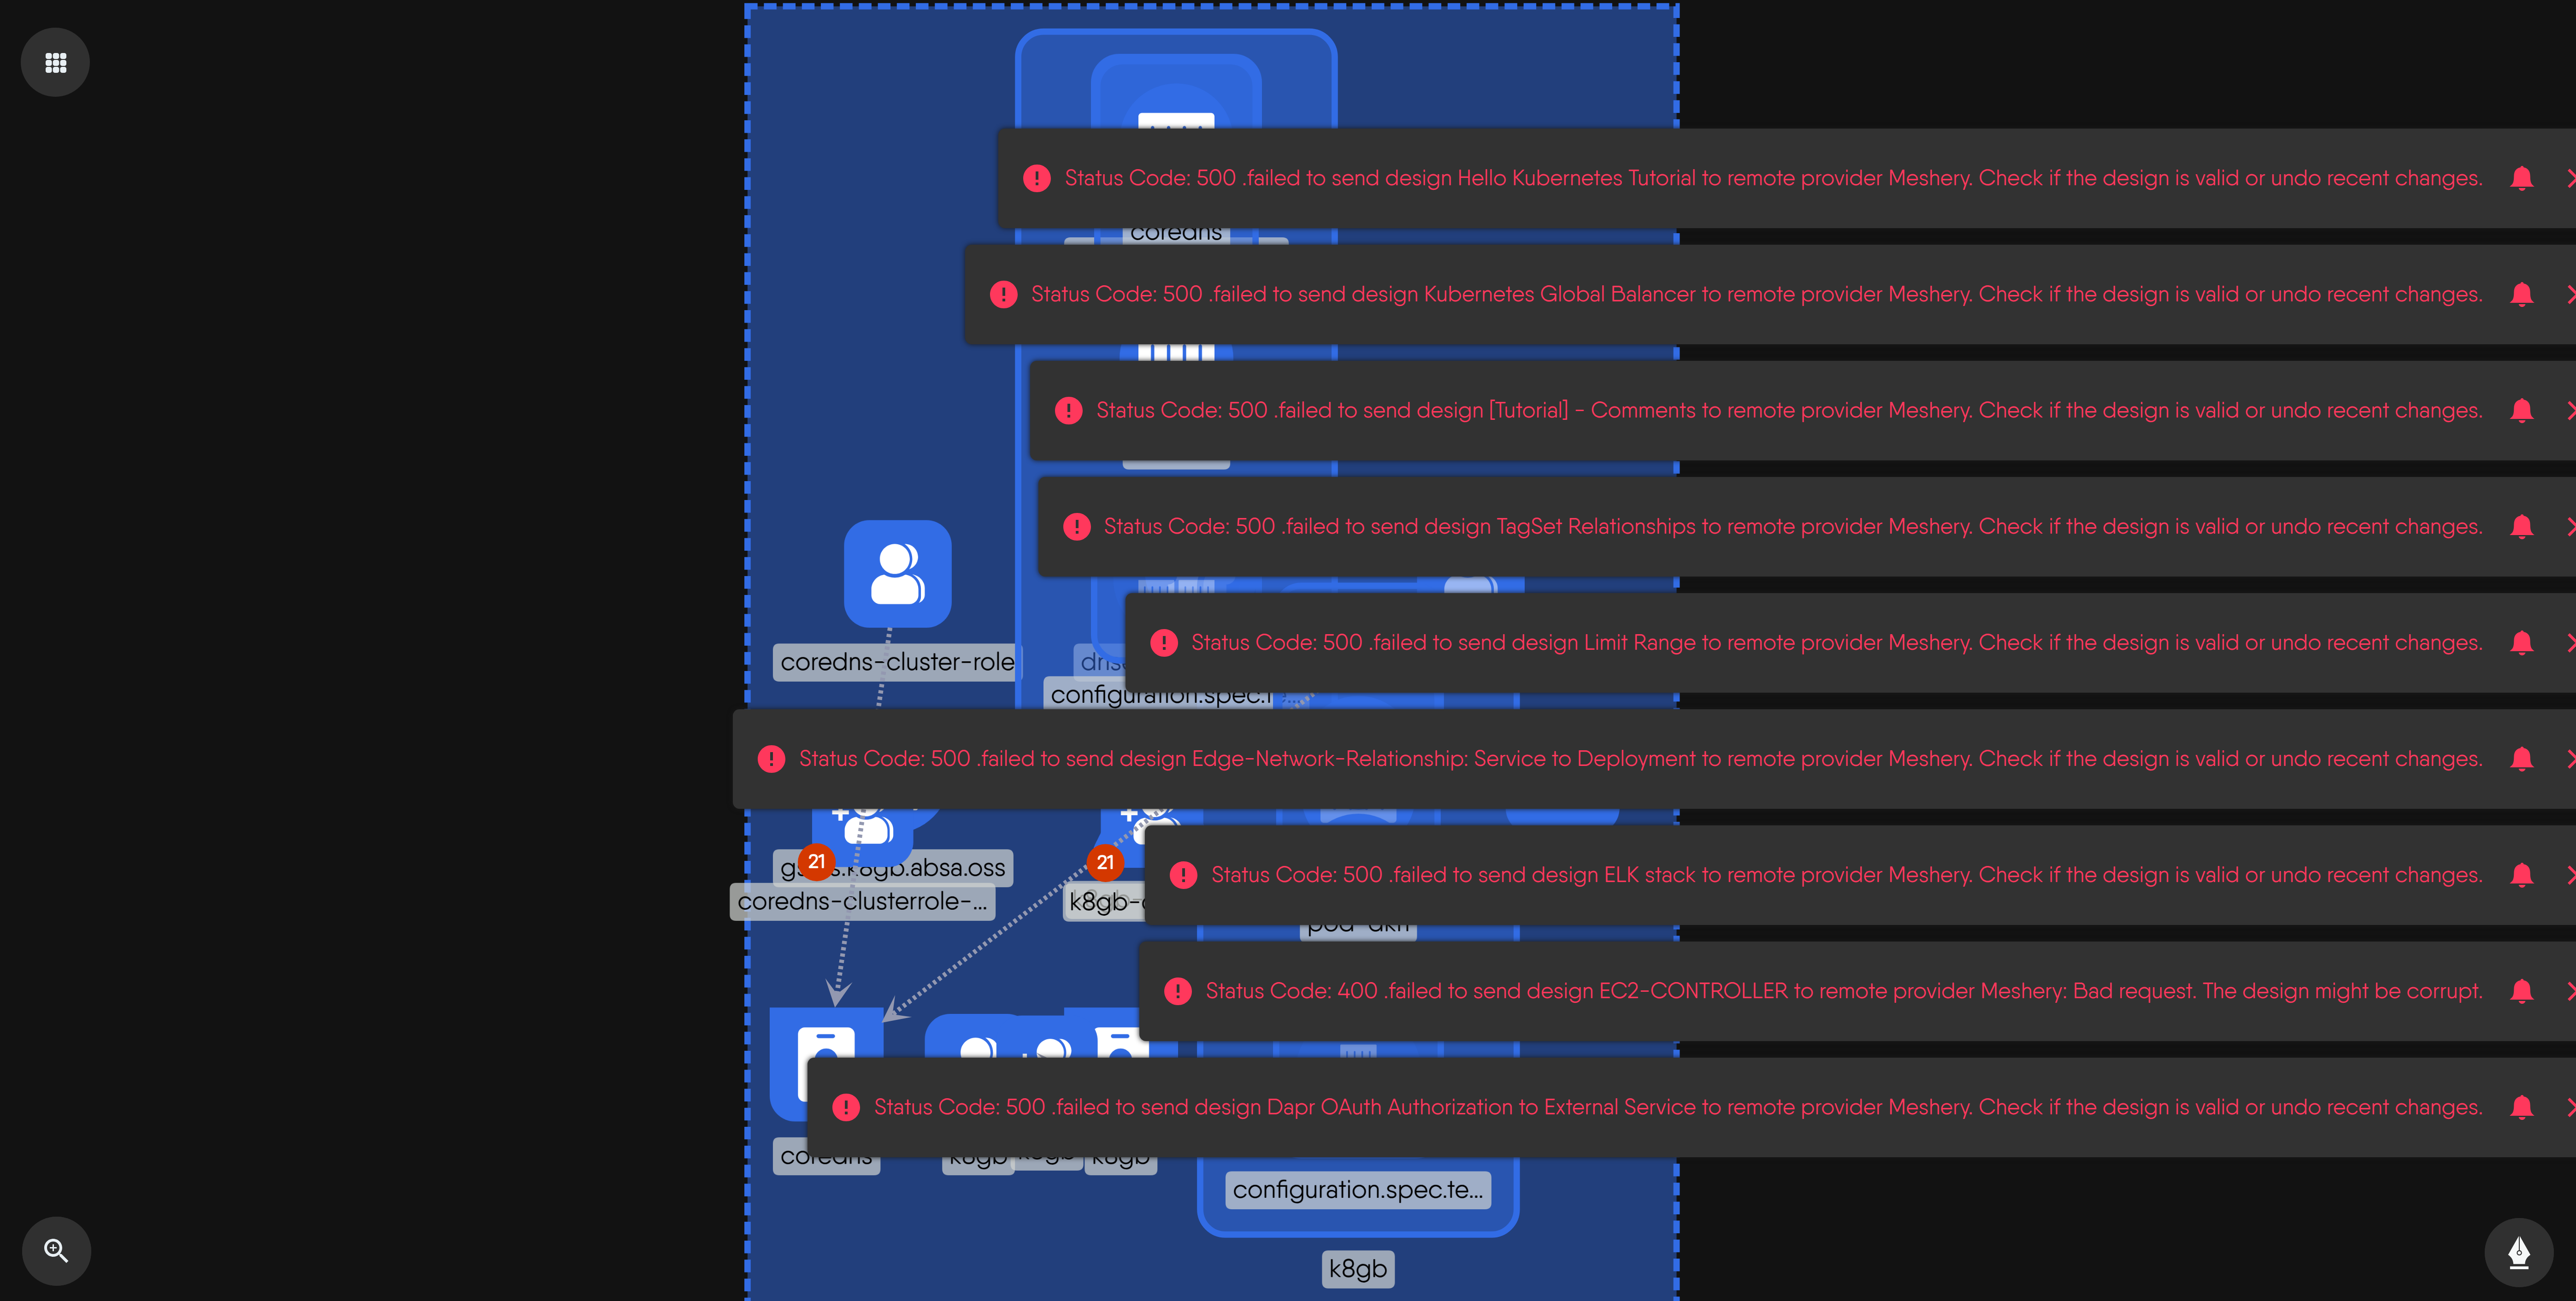 Status Code: 500 .failed to send design Hello Kubernetes Tutorial to remote provider Meshery. Check if the design is valid or undo recent changes.
coredns
Status Code: 500 .failed to send design Kubernetes Global Balancer to remote provider Meshery. Check if the design is valid or undo recent changes.
Status Code: 500 .failed to send design [Tutorial] - Comments to remote provider Meshery. Check if the design is valid or undo recent changes.
Status Code: 500 .failed to send design TagSet Relationships to remote provider Meshery. Check if the design is valid or undo recent changes.
Status Code: 500 .failed to send design Limit Range to remote provider Meshery. Check if the design is valid or undo recent changes.
coredns-cluster-role
configuration.spec.
Status Code: 500 .failed to send design Edge-Network-Relationship: Service to Deployment to remote provider Meshery. Check if the design is valid or undo recent changes.
21
21
.k8gb.absa.oss
Status Code: 500 .failed to send design ELK stack to remote provider Meshery. Check if the design is valid or undo recent changes.
coredns-clusterrole-...
k8gb-
Status Code: 400 .failed to send design EC2-CONTROLLER to remote provider Meshery: Bad request. The design might be corrupt.
Status Code: 500 .failed to send design Dapr OAuth Authorization to External Service to remote provider Meshery. Check if the design is valid or undo recent changes.
coredns
k8gb
k8gb
k8gb
configuration.spec.te...
k8gb